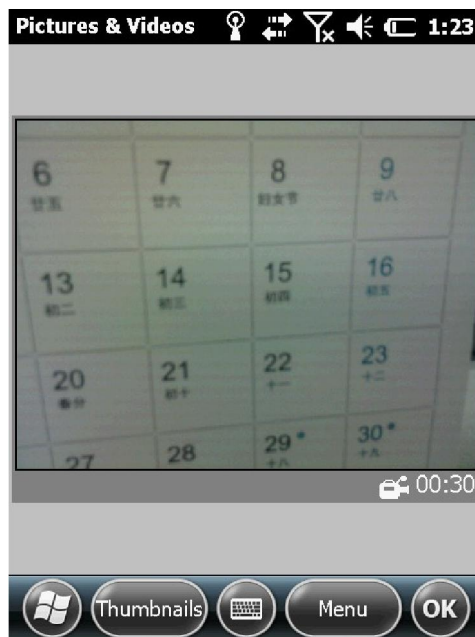 Pictures & Videos 1:23
6 7 8 9
廿五 廿六 妇女节 廿八
13 14 15 16
初二 初三 初四 初五
20 21 22 23
春分 初十 十一 十二
27 28 29 30
十八
00:30
Thumbnails Menu OK